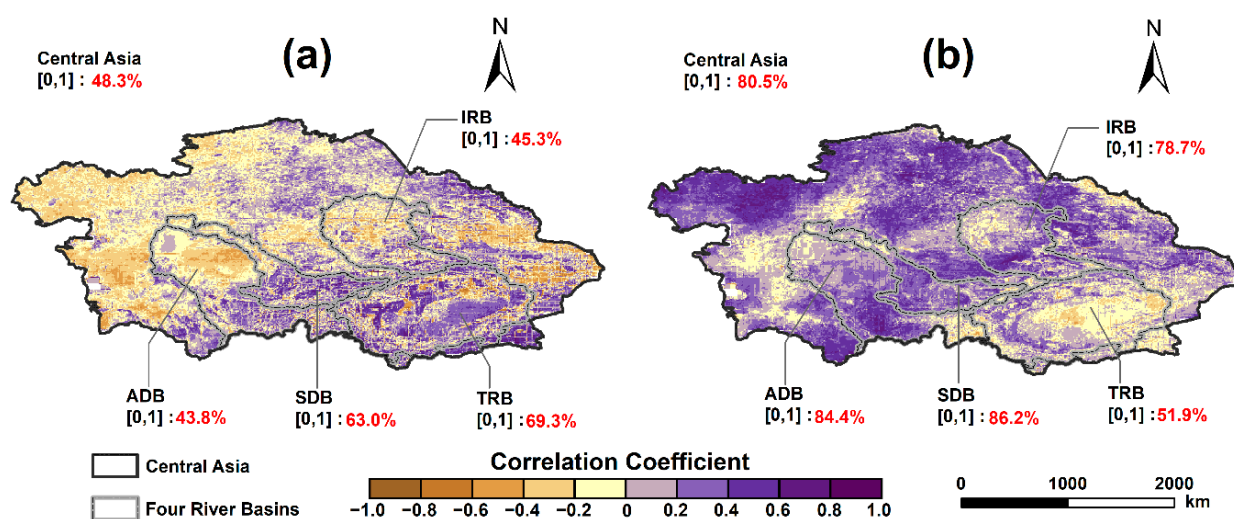 (a)
N
Central Asia
[0,1] : 48.3%
IRB
[0,1] : 45.3%
ADB
[0,1] : 43.8%
SDB
[0,1] : 63.0%
TRB
[0,1] : 69.3%
(b)
N
Central Asia
[0,1] : 80.5%
IRB
[0,1] : 78.7%
ADB
[0,1] : 84.4%
SDB
[0,1] : 86.2%
TRB
[0,1] : 51.9%
Central Asia
Four River Basins
Correlation Coefficient
−1.0 −0.8 −0.6 −0.4 −0.2 0 0.2 0.4 0.6 0.8 1.0
0 1000 2000
km